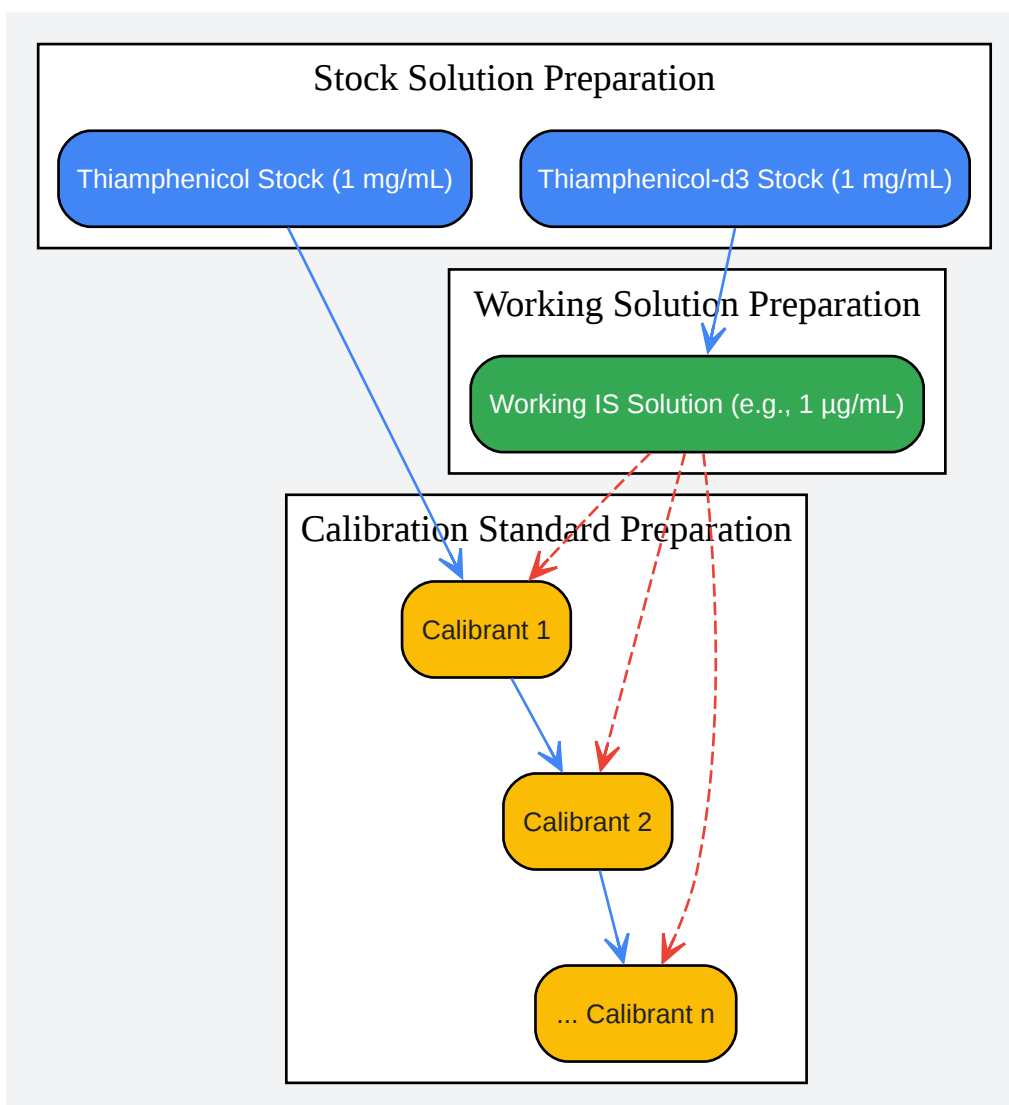 Stock Solution Preparation
Thiamphenicol Stock (1 mg/mL)
Thiamphenicol-d3 Stock (1 mg/mL)
Working Solution Preparation
Working IS Solution (e.g., 1 µg/mL)
Calibration Standard Preparation
Calibrant 1
Calibrant 2
... Calibrant n